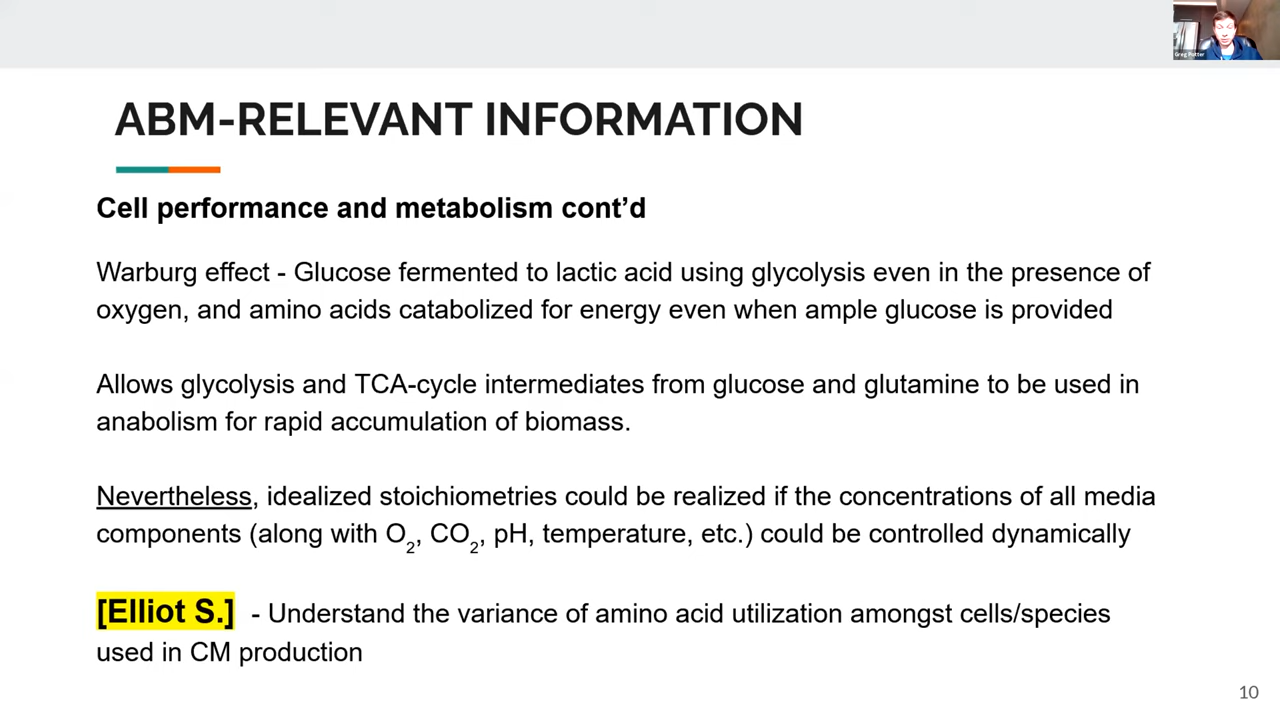 Greg Potter
ABM-RELEVANT INFORMATION
Cell performance and metabolism cont’d
Warburg effect - Glucose fermented to lactic acid using glycolysis even in the presence of
oxygen, and amino acids catabolized for energy even when ample glucose is provided
Allows glycolysis and TCA-cycle intermediates from glucose and glutamine to be used in
anabolism for rapid accumulation of biomass.
Nevertheless, idealized stoichiometries could be realized if the concentrations of all media
components (along with O2, CO2, pH, temperature, etc.) could be controlled dynamically
[Elliot S.] - Understand the variance of amino acid utilization amongst cells/species
used in CM production
10